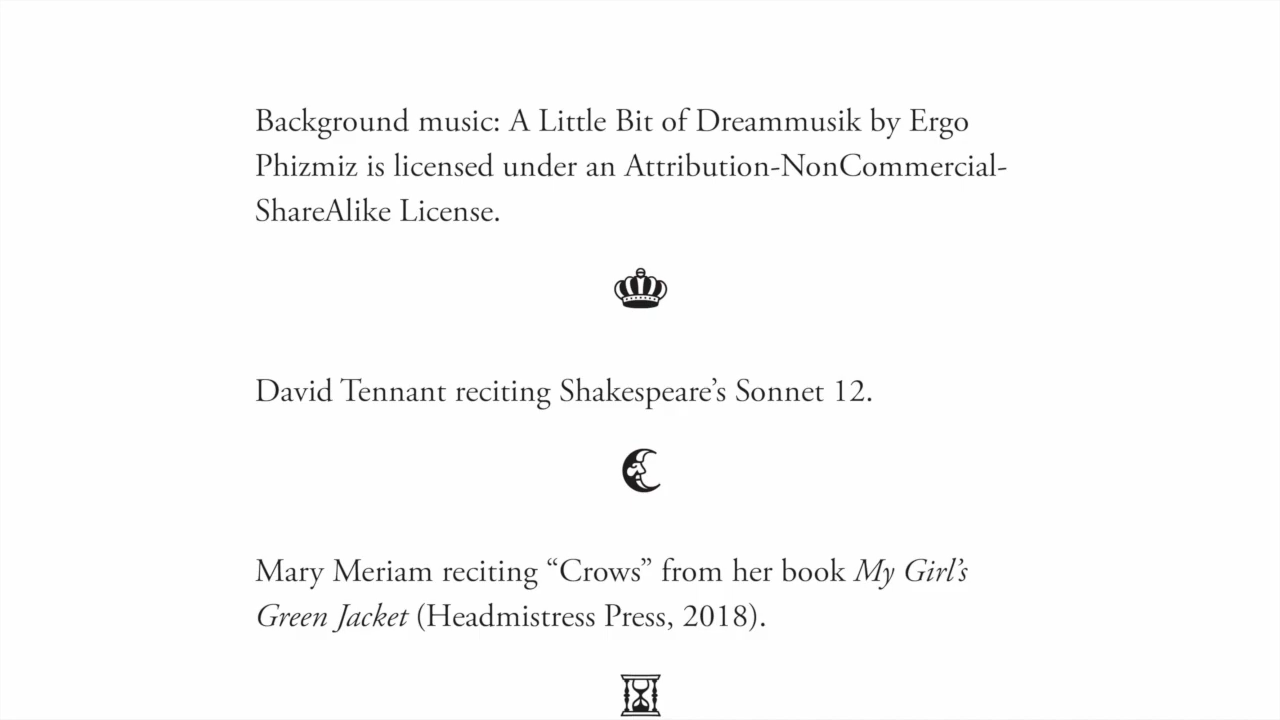 Background music: A Little Bit of Dreammusik by Ergo
Phizmiz is licensed under an Attribution-NonCommercial-
ShareAlike License.
David Tennant reciting Shakespeare’s Sonnet 12.
Mary Meriam reciting “Crows” from her book My Girl’s
Green Jacket (Headmistress Press, 2018).